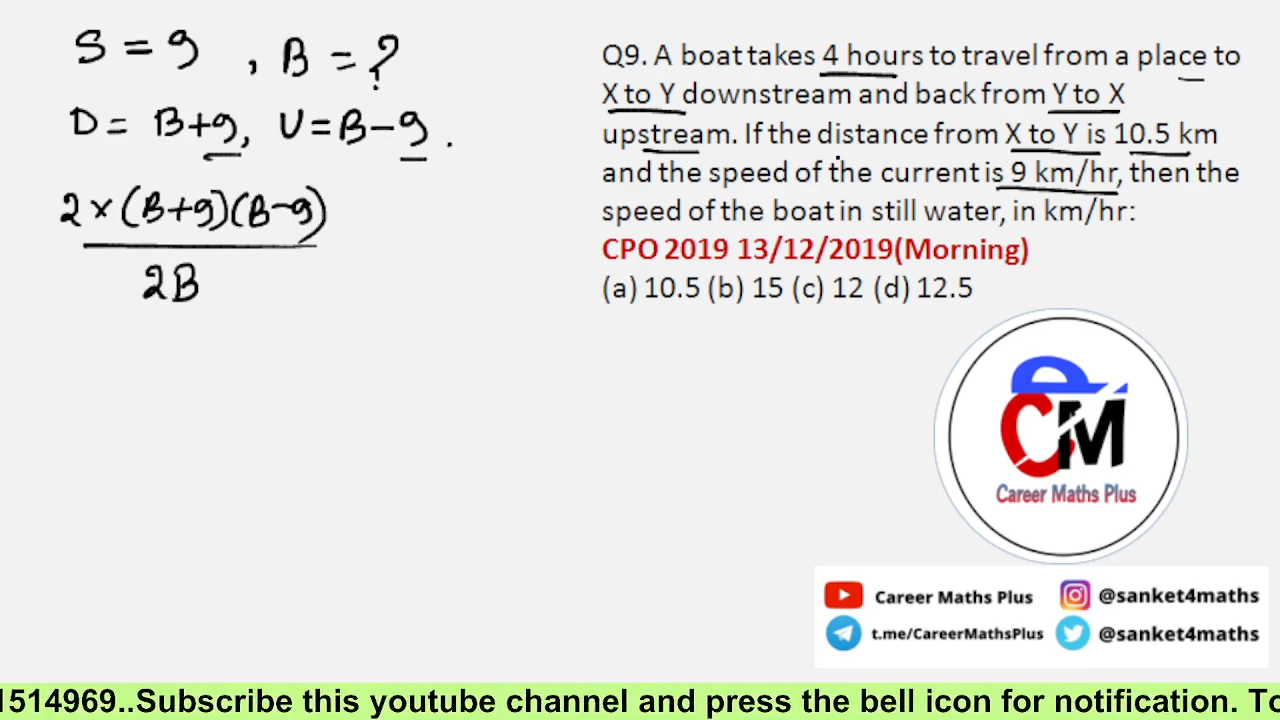 S = 9 , B = ?
D = B+9, U = B-9 .
2 × (B+9)(B-9)
2B
Q9. A boat takes 4 hours to travel from a place to
X to Y downstream and back from Y to X
upstream. If the distance from X to Y is 10.5 km
and the speed of the current is 9 km/hr, then the
speed of the boat in still water, in km/hr:
CPO 2019 13/12/2019(Morning)
(a) 10.5 (b) 15 (c) 12 (d) 12.5
CM
Career Maths Plus
Career Maths Plus
@sanket4maths
t.me/CareerMathsPlus
@sanket4maths
1514969..Subscribe this youtube channel and press the bell icon for notification. To